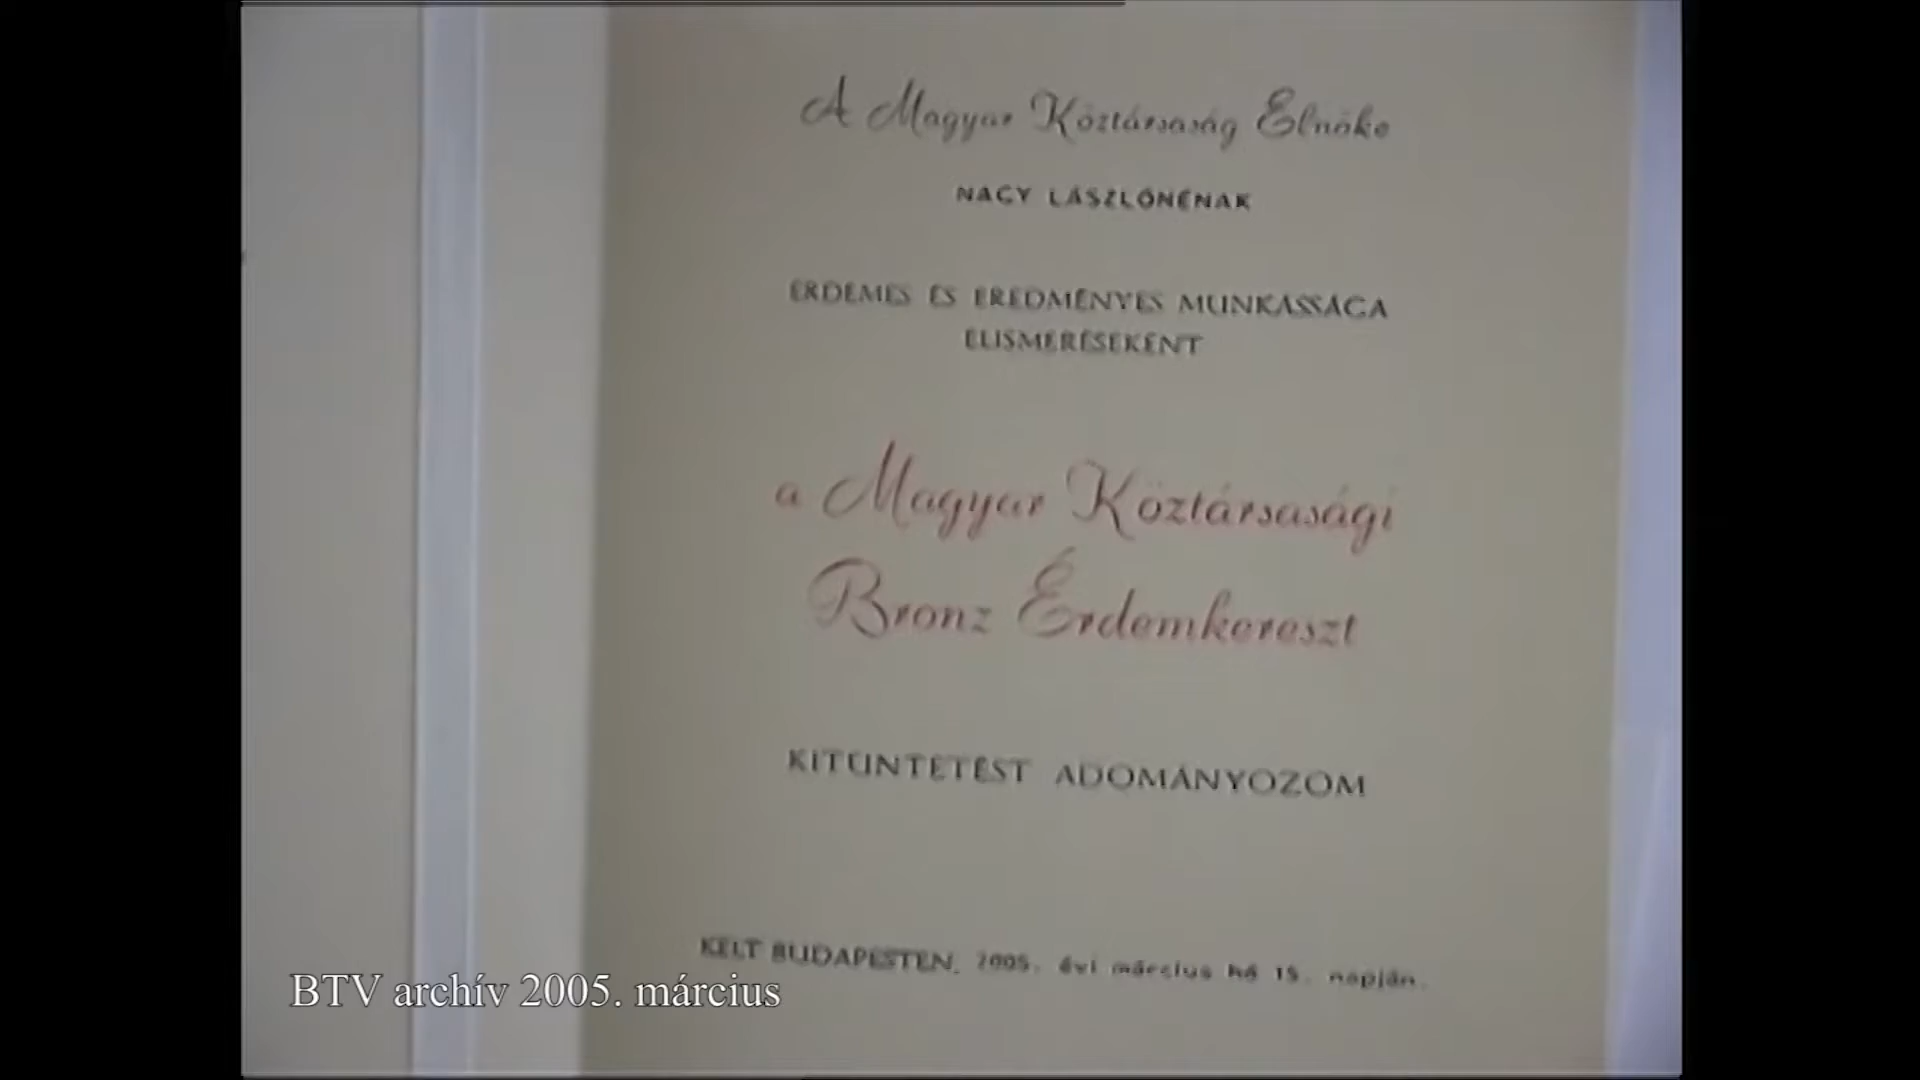 A Magyar Köztársaság Elnöke
NAGY LÁSZLÓNÉNAK
ÉRDEMES ÉS EREDMÉNYES MUNKÁSSÁGA
ELISMERÉSEKÉNT
a Magyar Köztársasági
Bronz Érdemkereszt
KITÜNTETÉST ADOMÁNYOZOM
KELT BUDAPESTEN, 2005. évi március hó 15. napján.
BTV archív 2005. március